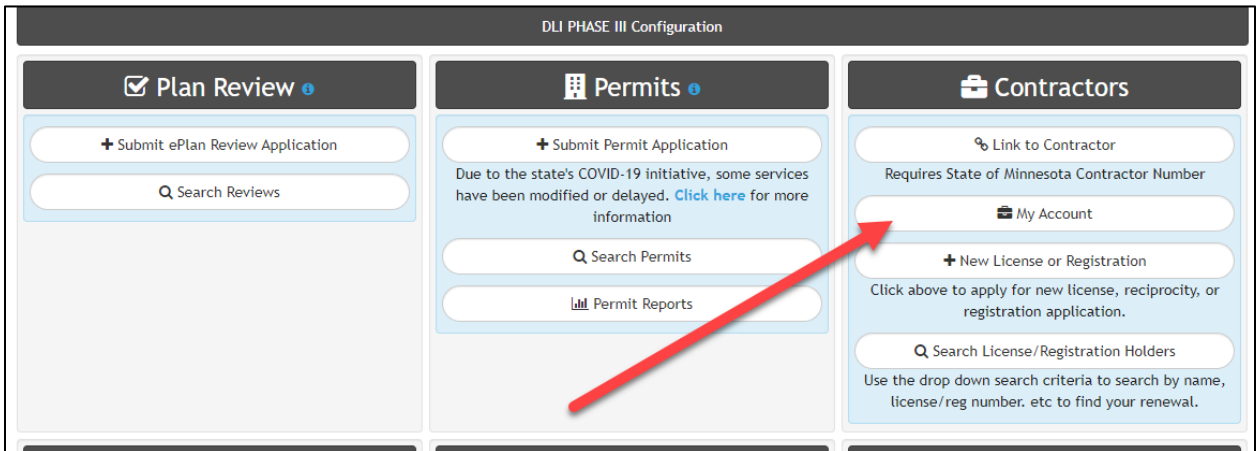 DLI PHASE III Configuration
Plan Review
Submit ePlan Review Application
Search Reviews
Permits
Submit Permit Application
Due to the state's COVID-19 initiative, some services
have been modified or delayed. Click here for more
information
Search Permits
Permit Reports
Contractors
Link to Contractor
Requires State of Minnesota Contractor Number
My Account
New License or Registration
Click above to apply for new license, reciprocity, or
registration application.
Search License/Registration Holders
Use the drop down search criteria to search by name,
license/reg number. etc to find your renewal.